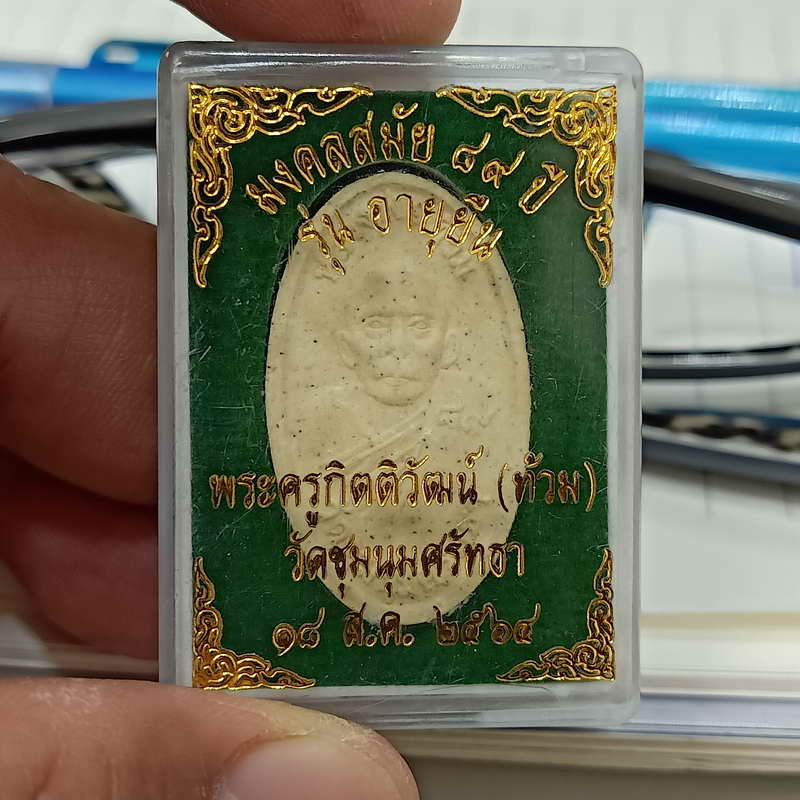 มงคลสมัย ๘๙ ปี
รุ่น อายุยืน
พระครูกิตติวัฒน์ (ท้วม)
วัดชุมนุมศรัทธา
๑๘ ส.ค. ๒๕๖๔